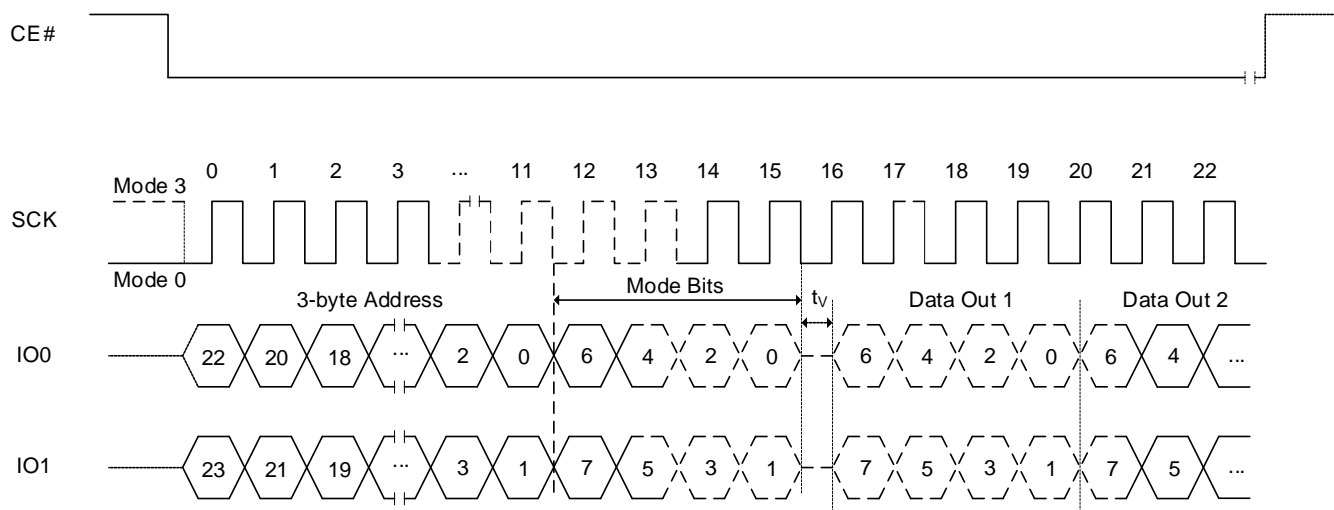 CE#
0 1 2 3 ... 11 12 13 14 15 16 17 18 19 20 21 22
Mode 3
SCK
Mode 0
3-byte Address Mode Bits tV Data Out 1 Data Out 2
IO0 22 20 18 ... 2 0 6 4 2 0 6 4 2 0 6 4 ...
IO1 23 21 19 ... 3 1 7 5 3 1 7 5 3 1 7 5 ...